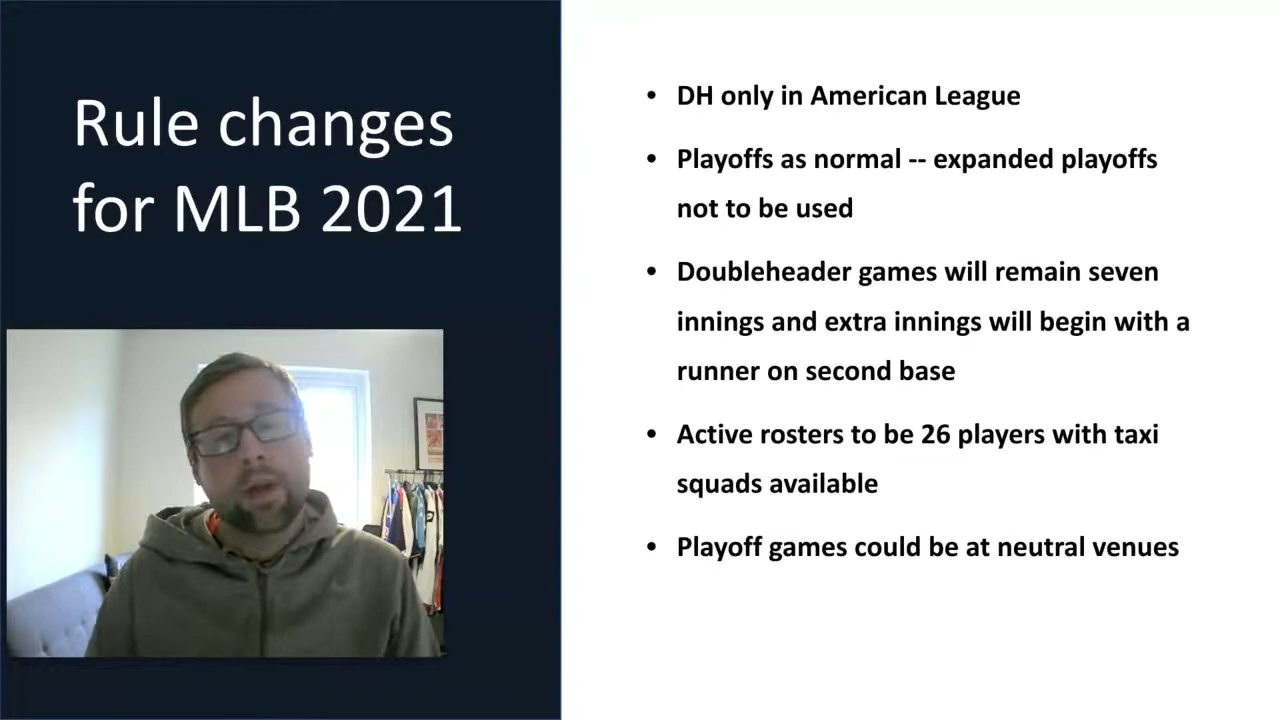 Rule changes
for MLB 2021
• DH only in American League
• Playoffs as normal -- expanded playoffs
not to be used
• Doubleheader games will remain seven
innings and extra innings will begin with a
runner on second base
• Active rosters to be 26 players with taxi
squads available
• Playoff games could be at neutral venues